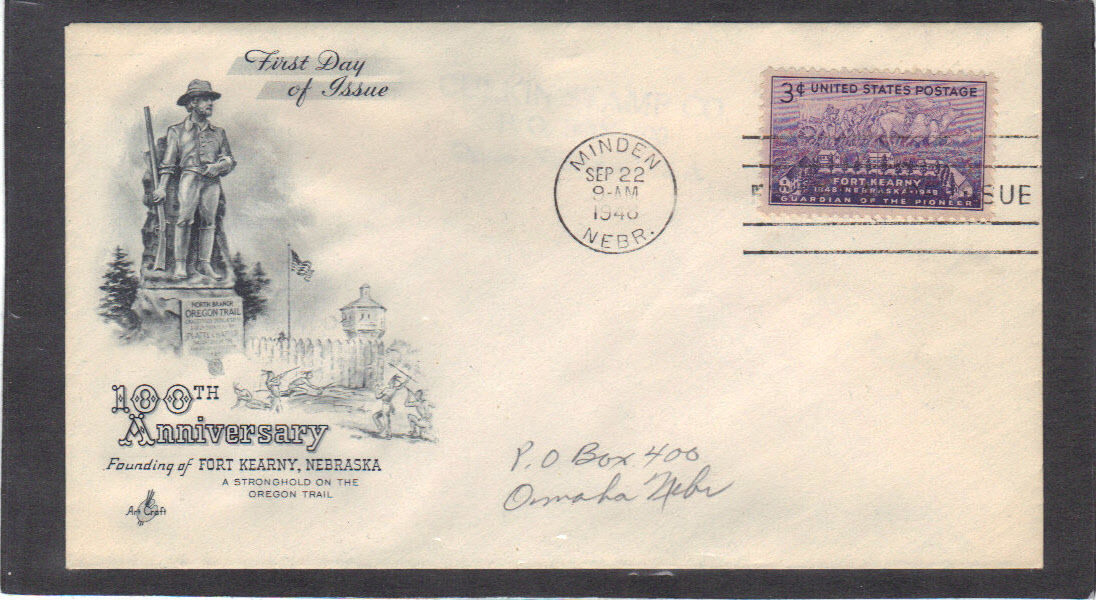 First Day
of Issue
3¢ UNITED STATES POSTAGE
MINDEN
SEP 22
9-AM
1948
NEBR.
FORT KEARNY
1848·NEBRASKA·1948
GUARDIAN OF THE PIONEER
SUE
NORTH BRANCH
OREGON TRAIL
100TH
Anniversary
Founding of FORT KEARNY, NEBRASKA
A STRONGHOLD ON THE
OREGON TRAIL
Art Craft
P.O Box 400
Omaha Nebr